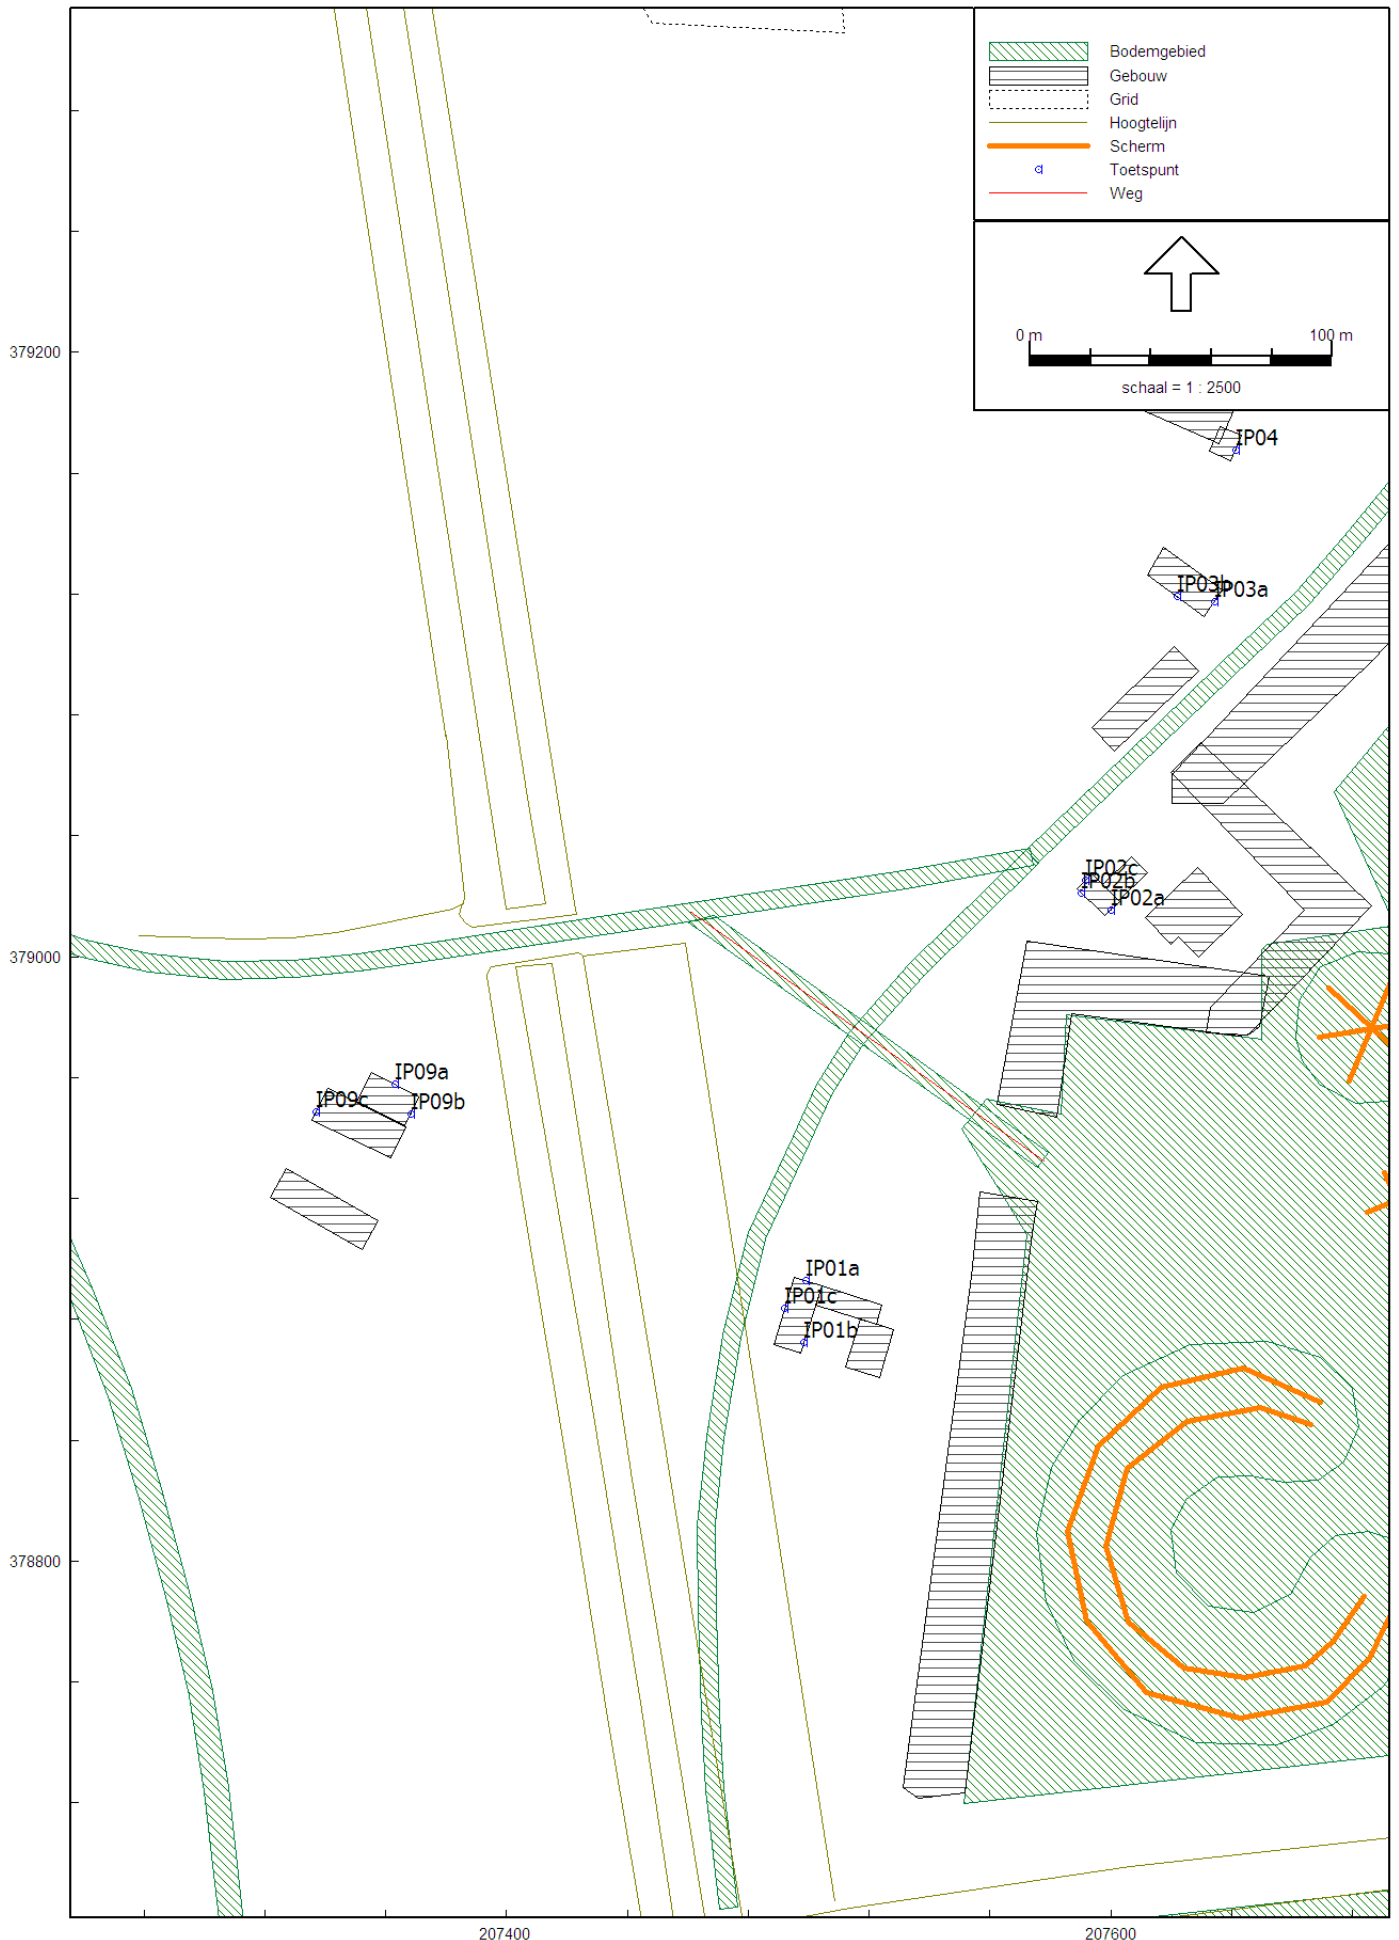 Bodemgebied
Gebouw
Grid
Hoogtelijn
Scherm
Toetspunt
Weg
0 m 100 m
schaal = 1 : 2500
379200
IP04
IP03b IP03a
IP02c
IP02b
IP02a
379000
IP09a
IP09c IP09b
IP01a
IP01c
IP01b
378800
207400 207600